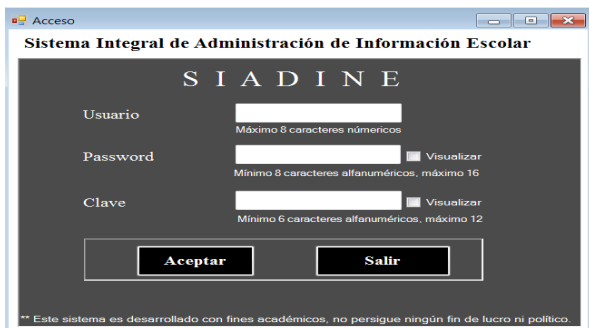 Acceso
Sistema Integral de Administración de Información Escolar
S I A D I N E
Usuario
Máximo 8 caracteres númericos
Password
Visualizar
Mínimo 8 caracteres alfanuméricos, máximo 16
Clave
Visualizar
Mínimo 6 caracteres alfanuméricos, máximo 12
Aceptar Salir
** Este sistema es desarrollado con fines académicos, no persigue ningún fin de lucro ni político.